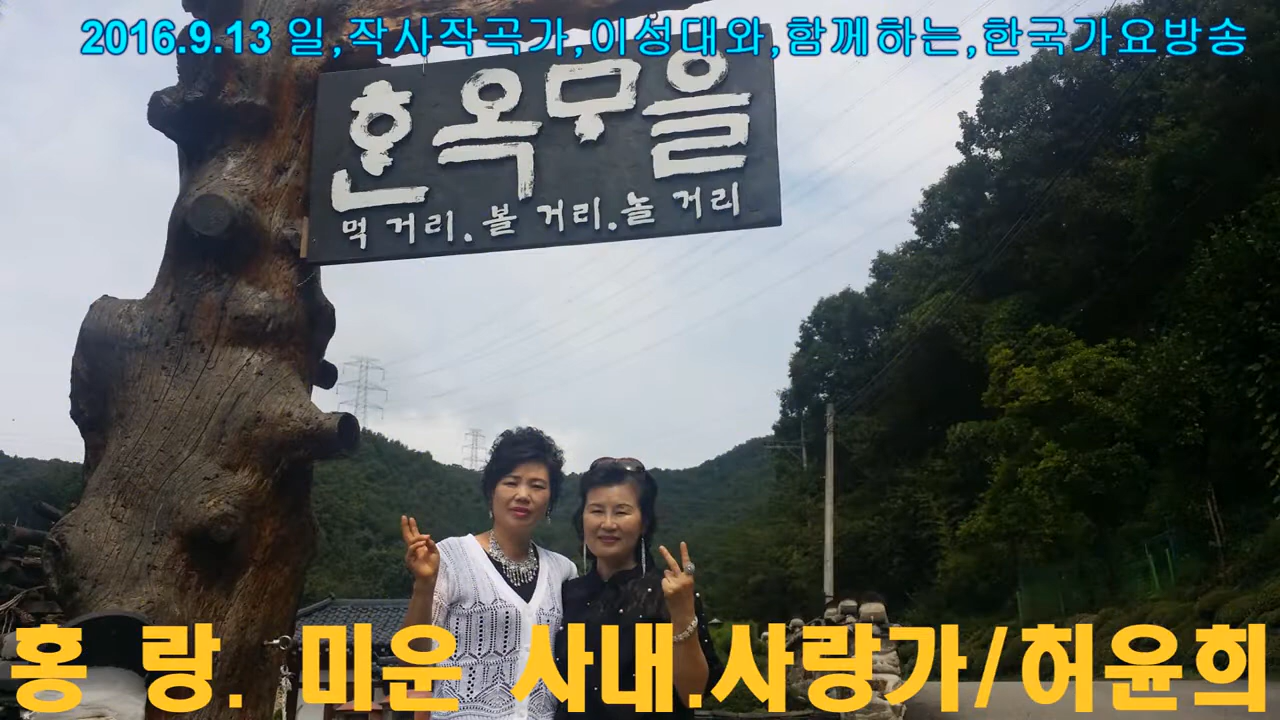 2016.9.13 일,작사작곡가,이성대와,함께하는,한국가요방송
한옥무을
먹거리.볼거리.놀거리
홍 랑. 미운 사내.사랑가/허윤희